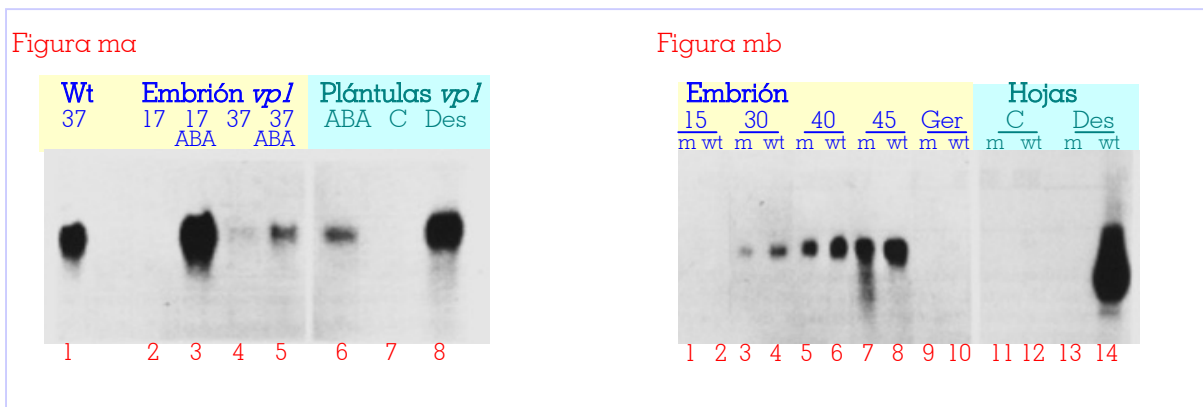 Figura ma
Wt Embrión vp1 Plántulas vp1
37 17 17 37 37 ABA C Des
ABA ABA
1 2 3 4 5 6 7 8
Figura mb
Embrión Hojas
15 30 40 45 Ger C Des
m wt m wt m wt m wt m wt m wt m wt
1 2 3 4 5 6 7 8 9 10 11 12 13 14